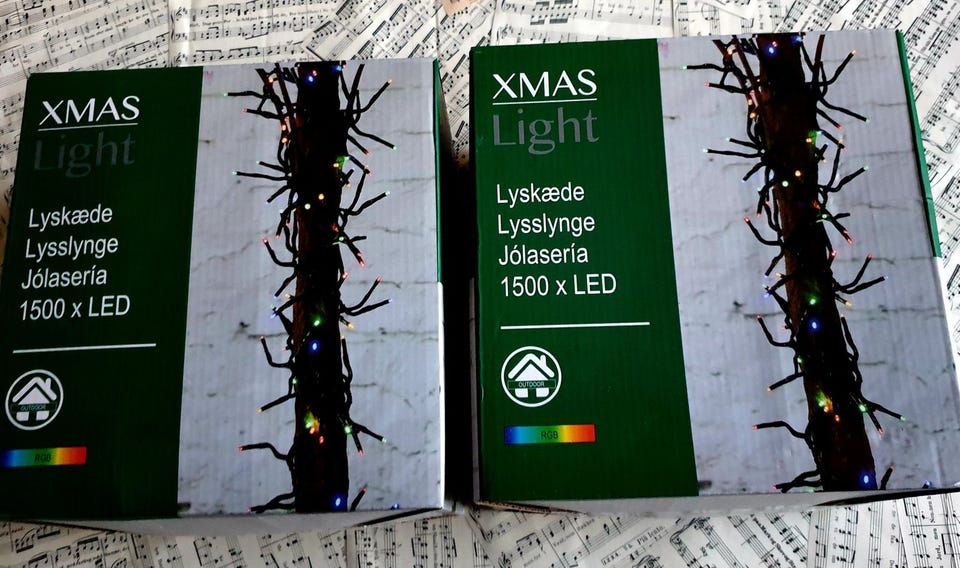 XMAS
Light
Lyskæde
Lysslynge
Jólasería
1500 x LED
OUTDOOR
RGB
XMAS
Light
Lyskæde
Lysslynge
Jólasería
1500 x LED
OUTDOOR
RGB